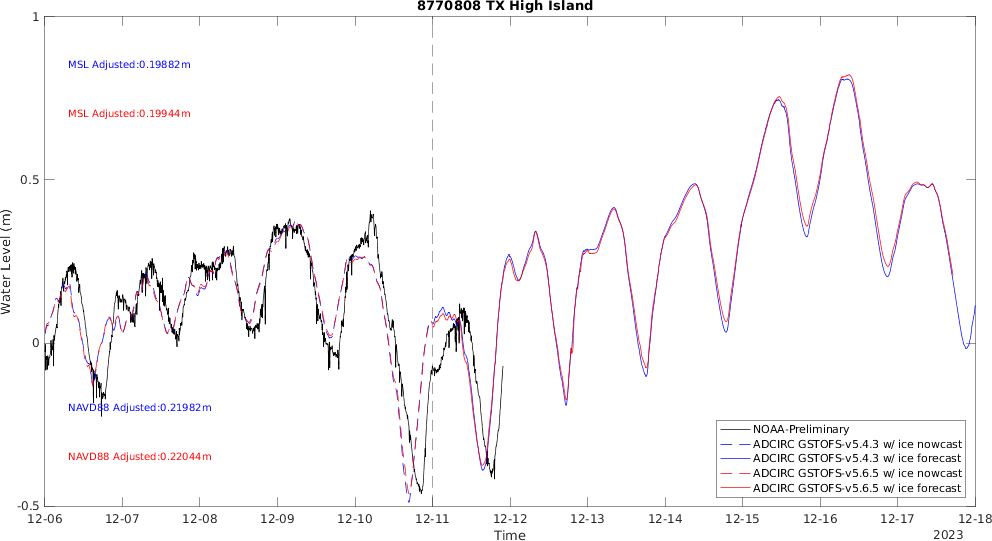 8770808 TX High Island
1
MSL Adjusted:0.19882m
MSL Adjusted:0.19944m
0.5
Water Level (m)
0
NAVD88 Adjusted:0.21982m
NAVD88 Adjusted:0.22044m
-0.5
NOAA-Preliminary
ADCIRC GSTOFS-v5.4.3 w/ ice nowcast
ADCIRC GSTOFS-v5.4.3 w/ ice forecast
ADCIRC GSTOFS-v5.6.5 w/ ice nowcast
ADCIRC GSTOFS-v5.6.5 w/ ice forecast
12-06 12-07 12-08 12-09 12-10 12-11 12-12 12-13 12-14 12-15 12-16 12-17 12-18
Time
2023